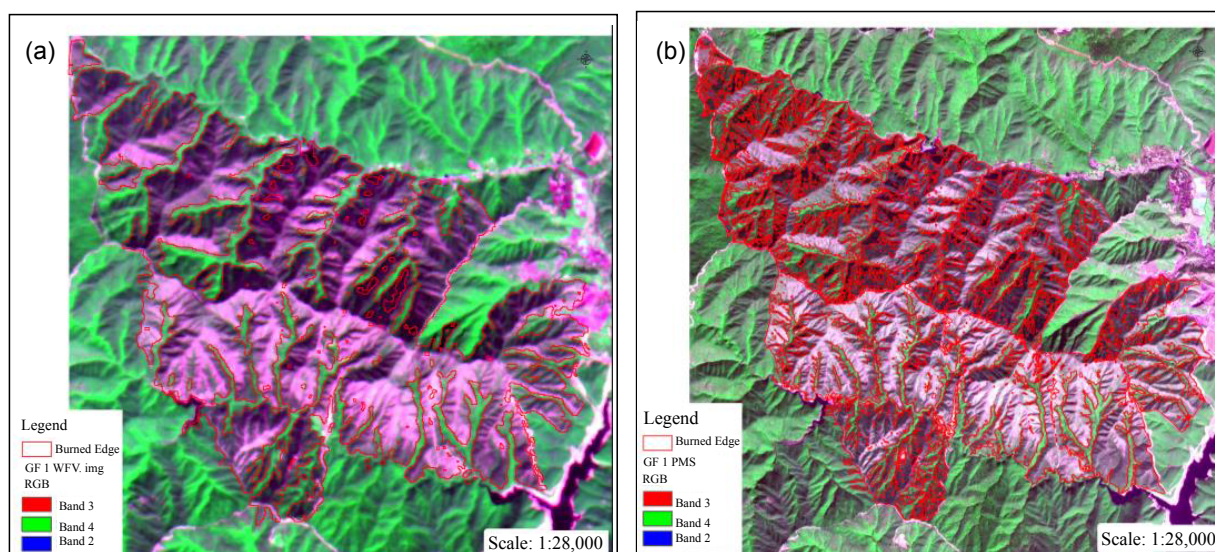 (a)
Legend
Burned Edge
GF 1 WFV. img
RGB
Band 3
Band 4
Band 2
Scale: 1:28,000
(b)
Legend
Burned Edge
GF 1 PMS
RGB
Band 3
Band 4
Band 2
Scale: 1:28,000